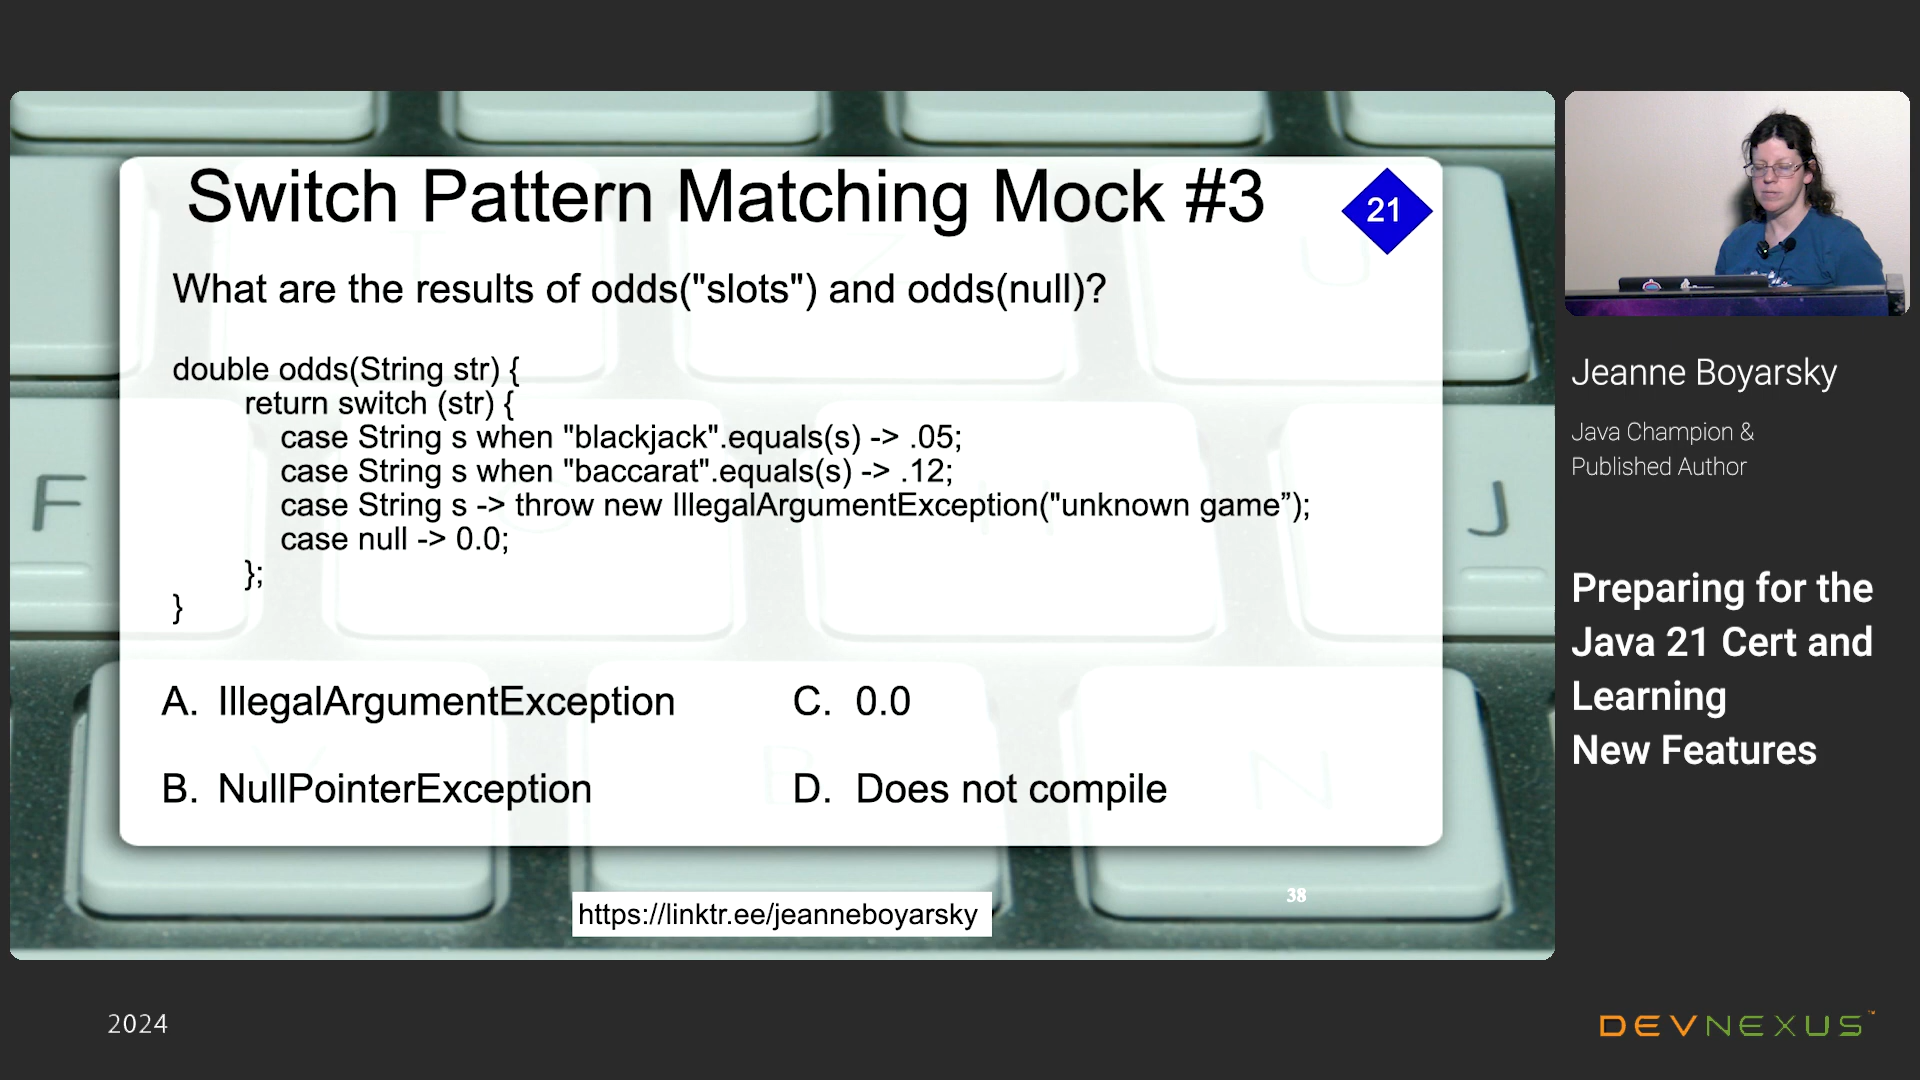 Switch Pattern Matching Mock #3
21
What are the results of odds("slots") and odds(null)?
double odds(String str) {
return switch (str) {
case String s when "blackjack".equals(s) -> .05;
case String s when "baccarat".equals(s) -> .12;
case String s -> throw new IllegalArgumentException("unknown game”);
case null -> 0.0;
};
}
A. IllegalArgumentException
C. 0.0
B. NullPointerException
D. Does not compile
38
https://linktr.ee/jeanneboyarsky
F
J
Jeanne Boyarsky
Java Champion &
Published Author
Preparing for the
Java 21 Cert and
Learning
New Features
2024
DEVNEXUS™